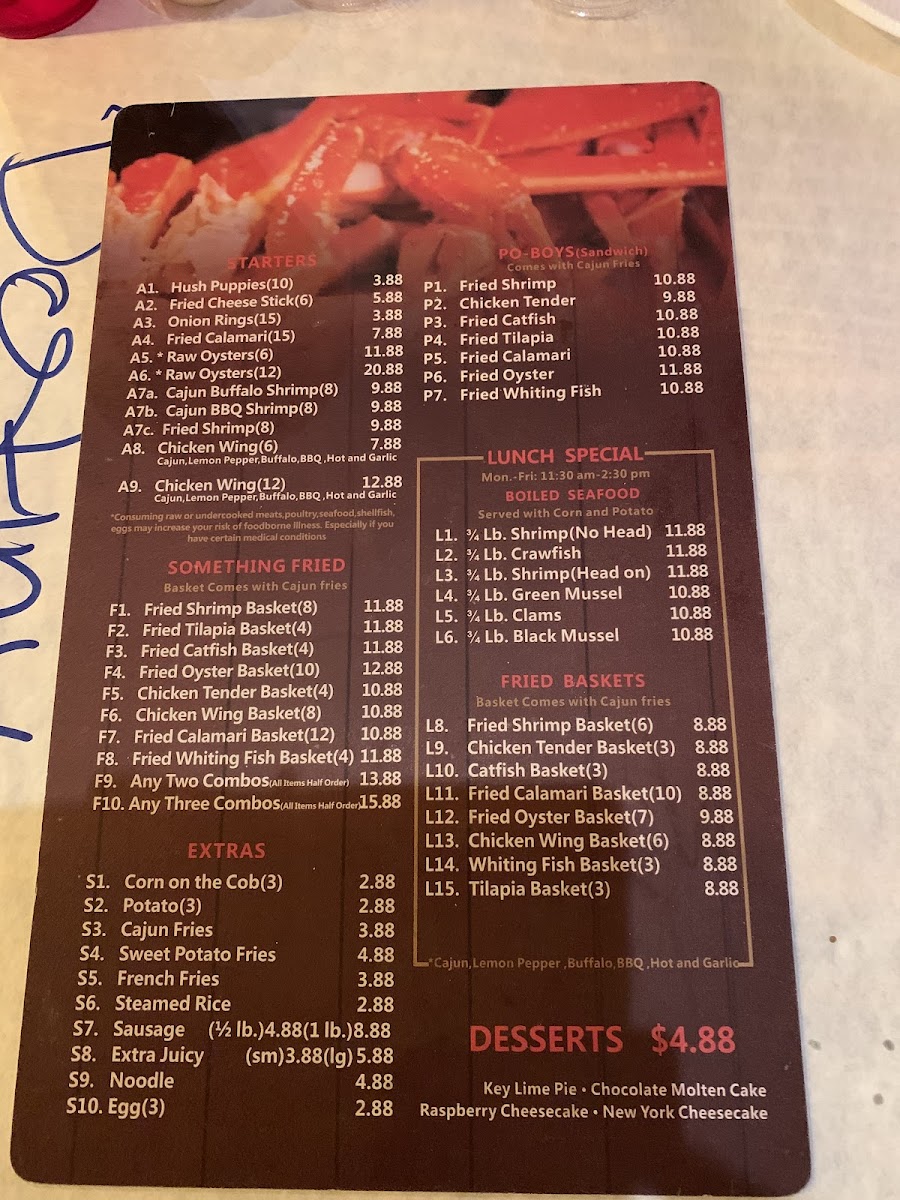 STARTERS
A1. Hush Puppies(10) 3.88
A2. Fried Cheese Stick(6) 5.88
A3. Onion Rings(15) 3.88
A4. Fried Calamari(15) 7.88
A5. * Raw Oysters(6) 11.88
A6. * Raw Oysters(12) 20.88
A7a. Cajun Buffalo Shrimp(8) 9.88
A7b. Cajun BBQ Shrimp(8) 9.88
A7c. Fried Shrimp(8) 9.88
A8. Chicken Wing(6) 7.88
Cajun,Lemon Pepper,Buffalo,BBQ ,Hot and Garlic
A9. Chicken Wing(12) 12.88
Cajun,Lemon Pepper,Buffalo,BBQ ,Hot and Garlic
*Consuming raw or undercooked meats,poultry,seafood,shellfish,
eggs may increase your risk of foodborne Illness. Especially if you
have certain medical conditions
SOMETHING FRIED
Basket Comes with Cajun fries
F1. Fried Shrimp Basket(8) 11.88
F2. Fried Tilapia Basket(4) 11.88
F3. Fried Catfish Basket(4) 11.88
F4. Fried Oyster Basket(10) 12.88
F5. Chicken Tender Basket(4) 10.88
F6. Chicken Wing Basket(8) 10.88
F7. Fried Calamari Basket(12) 10.88
F8. Fried Whiting Fish Basket(4) 11.88
F9. Any Two Combos(All Items Half Order) 13.88
F10. Any Three Combos(All Items Half Order) 15.88
EXTRAS
S1. Corn on the Cob(3) 2.88
S2. Potato(3) 2.88
S3. Cajun Fries 3.88
S4. Sweet Potato Fries 4.88
S5. French Fries 3.88
S6. Steamed Rice 2.88
S7. Sausage (½ lb.)4.88(1 lb.)8.88
S8. Extra Juicy (sm)3.88(lg) 5.88
S9. Noodle 4.88
S10. Egg(3) 2.88
PO-BOYS(Sandwich)
Comes with Cajun Fries
P1. Fried Shrimp 10.88
P2. Chicken Tender 9.88
P3. Fried Catfish 10.88
P4. Fried Tilapia 10.88
P5. Fried Calamari 10.88
P6. Fried Oyster 11.88
P7. Fried Whiting Fish 10.88
LUNCH SPECIAL
Mon.-Fri: 11:30 am-2:30 pm
BOILED SEAFOOD
Served with Corn and Potato
L1. ¾ Lb. Shrimp(No Head) 11.88
L2. ¾ Lb. Crawfish 11.88
L3. ¾ Lb. Shrimp(Head on) 11.88
L4. ¾ Lb. Green Mussel 10.88
L5. ¾ Lb. Clams 10.88
L6. ¾ Lb. Black Mussel 10.88
FRIED BASKETS
Basket Comes with Cajun fries
L8. Fried Shrimp Basket(6) 8.88
L9. Chicken Tender Basket(3) 8.88
L10. Catfish Basket(3) 8.88
L11. Fried Calamari Basket(10) 8.88
L12. Fried Oyster Basket(7) 9.88
L13. Chicken Wing Basket(6) 8.88
L14. Whiting Fish Basket(3) 8.88
L15. Tilapia Basket(3) 8.88
*Cajun,Lemon Pepper ,Buffalo,BBQ ,Hot and Garlic
DESSERTS $4.88
Key Lime Pie • Chocolate Molten Cake
Raspberry Cheesecake • New York Cheesecake